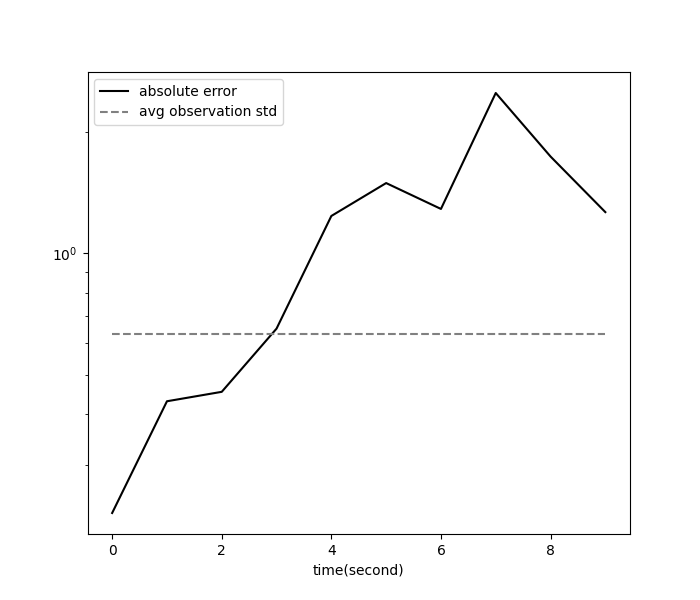 absolute error
avg observation std
10⁰
0 2 4 6 8
time(second)